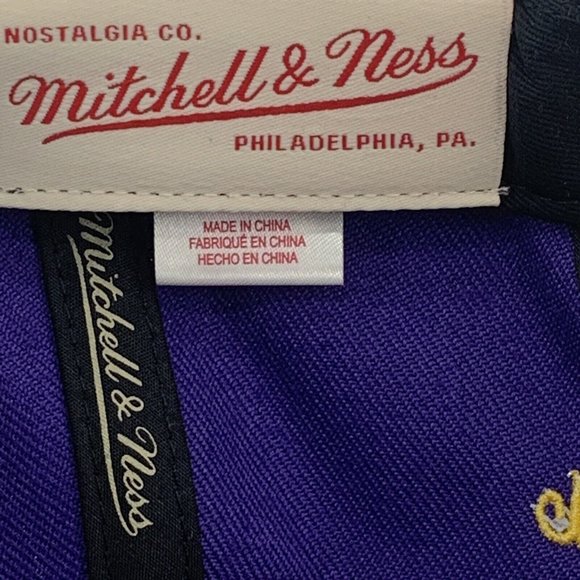 NOSTALGIA CO.
Mitchell & Ness
PHILADELPHIA, PA.
MADE IN CHINA
FABRIQUÉ EN CHINA
HECHO EN CHINA
Mitchell & Ness